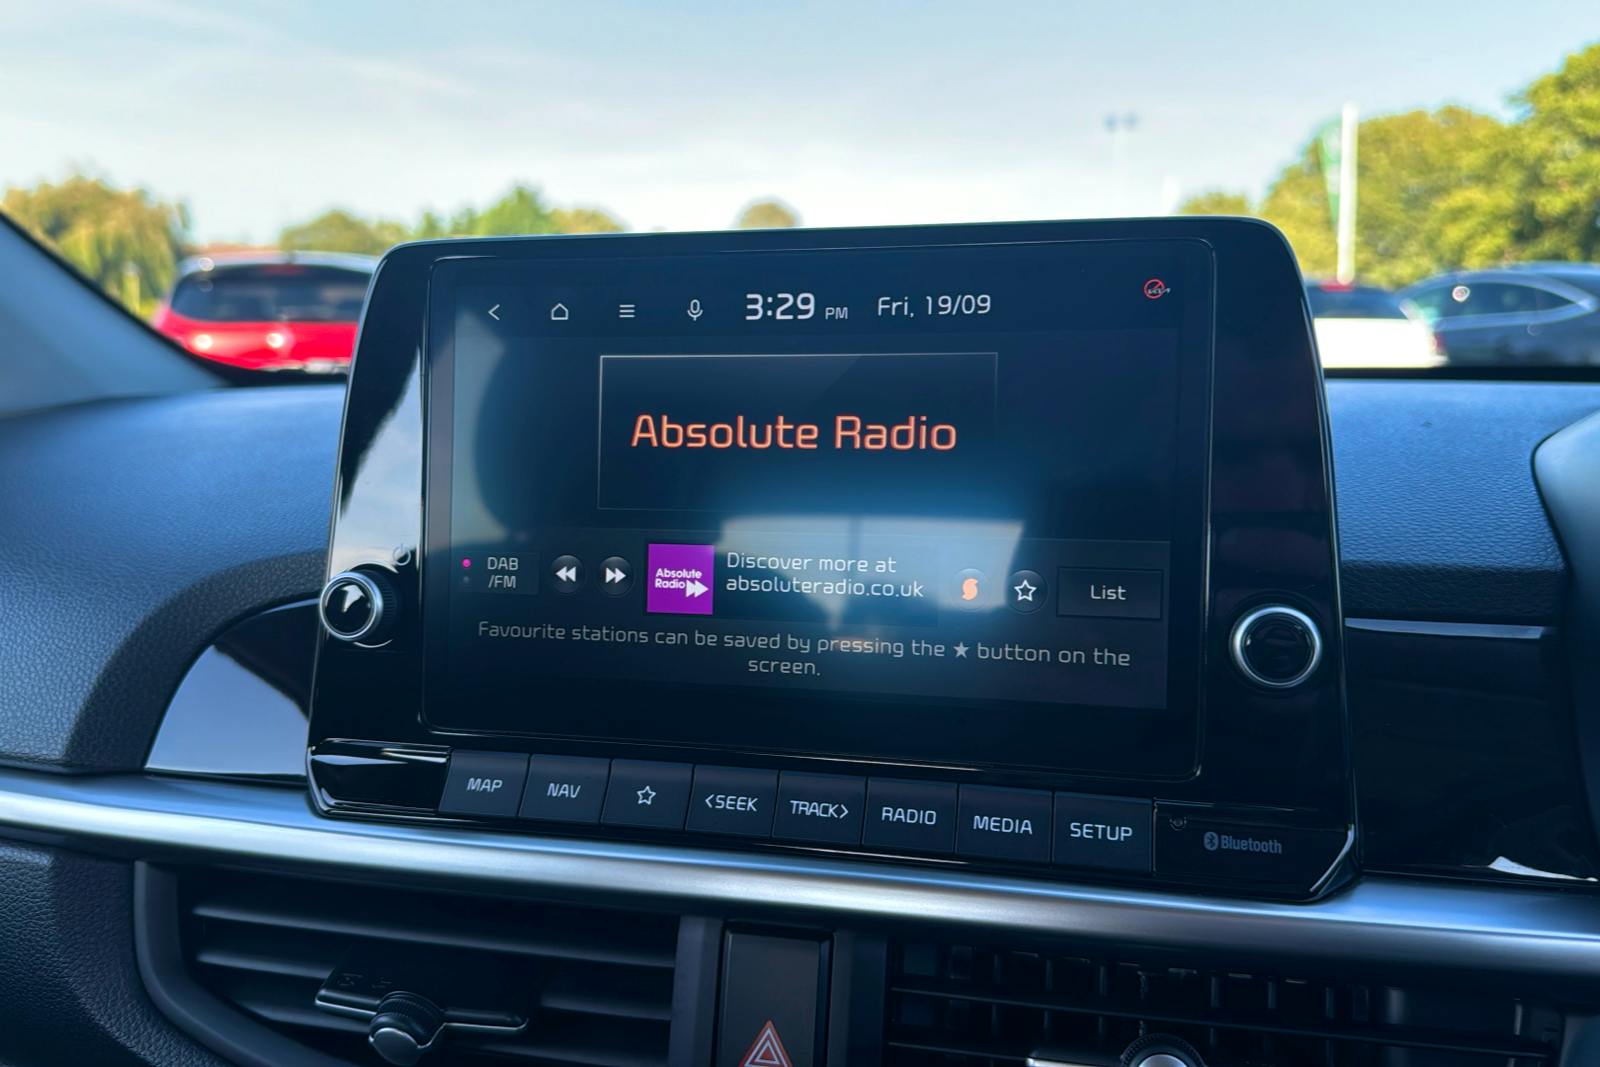 3:29 PM Fri, 19/09
Absolute Radio
DAB
/FM
Absolute
Radio
Discover more at
absoluteradio.co.uk
List
Favourite stations can be saved by pressing the ★ button on the
screen.
MAP NAV <SEEK TRACK> RADIO MEDIA SETUP
Bluetooth